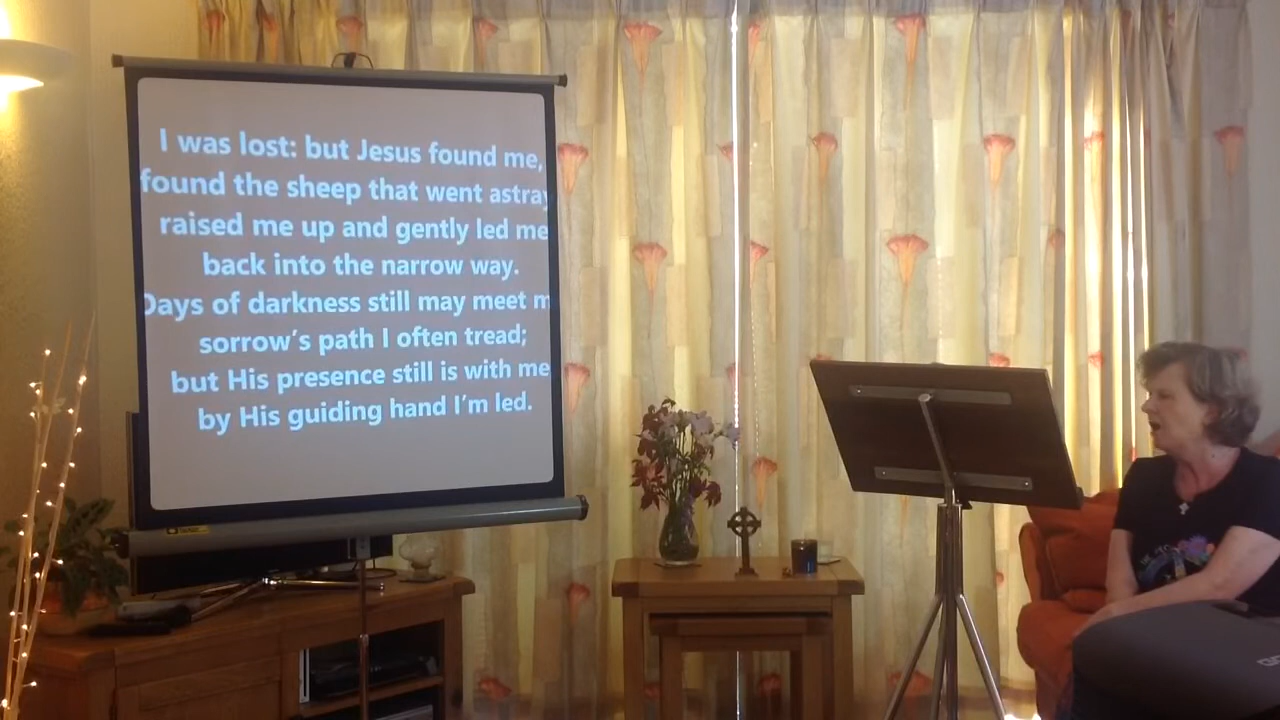 I was lost: but Jesus found me,
found the sheep that went astray
raised me up and gently led me
back into the narrow way.
Days of darkness still may meet m
sorrow's path I often tread;
but His presence still is with me
by His guiding hand I'm led.